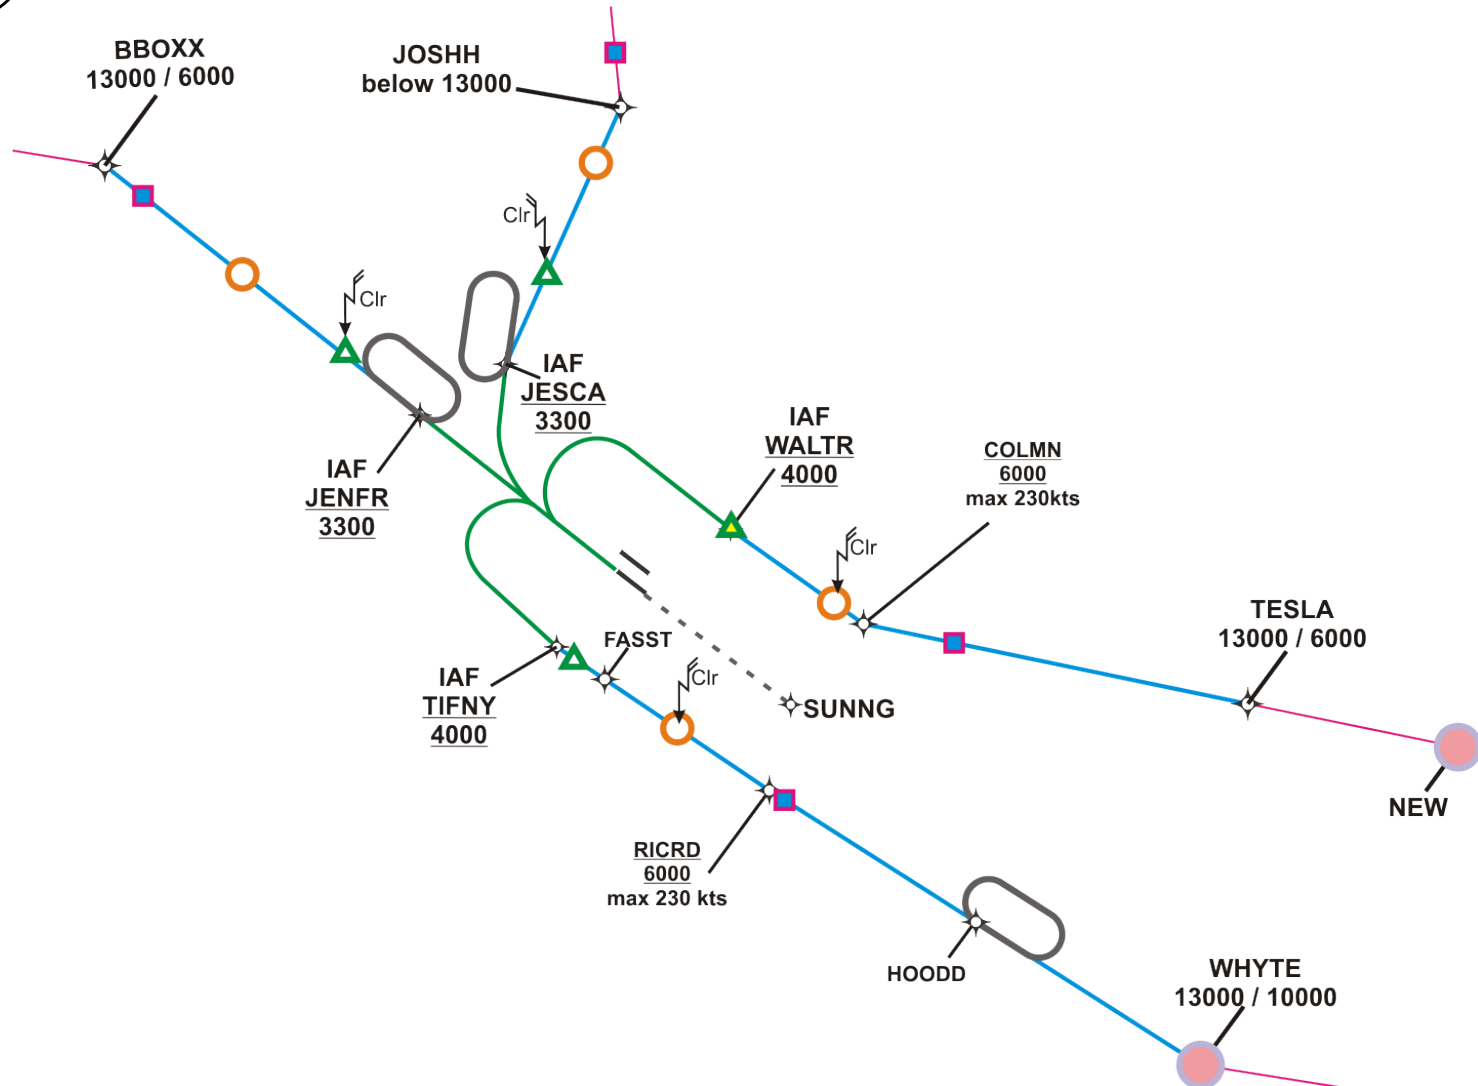 BBOXX
13000 / 6000
JOSHH
below 13000
Clr
Clr
IAF
JESCA
3300
IAF
WALTR
4000
COLMN
6000
max 230kts
IAF
JENFR
3300
Clr
TESLA
13000 / 6000
FASST
IAF
TIFNY
4000
Clr
SUNNG
NEW
RICRD
6000
max 230 kts
HOODD
WHYTE
13000 / 10000